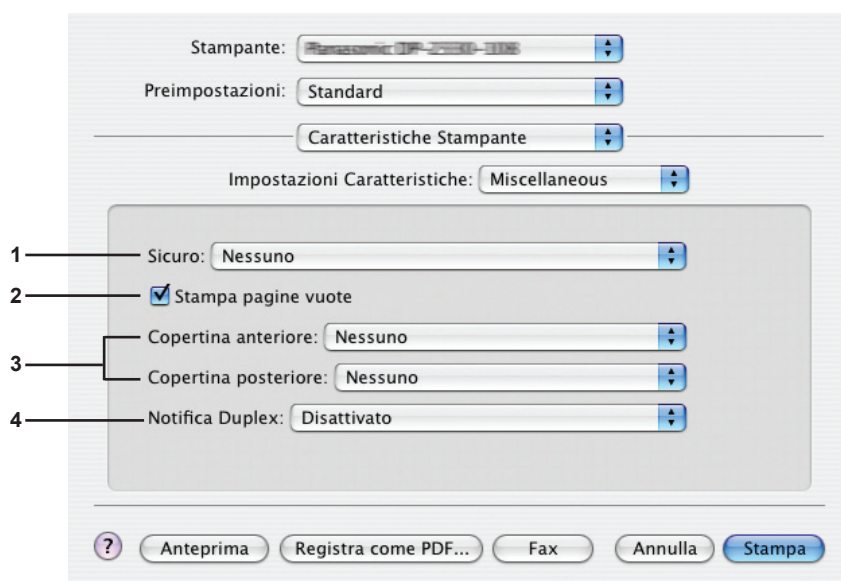 Stampante:
Preimpostazioni: Standard
Caratteristiche Stampante
Impostazioni Caratteristiche: Miscellaneous
1 Sicuro: Nessuno
2 Stampa pagine vuote
3 Copertina anteriore: Nessuno
Copertina posteriore: Nessuno
4 Notifica Duplex: Disattivato
? Anteprima Registra come PDF... Fax Annulla Stampa